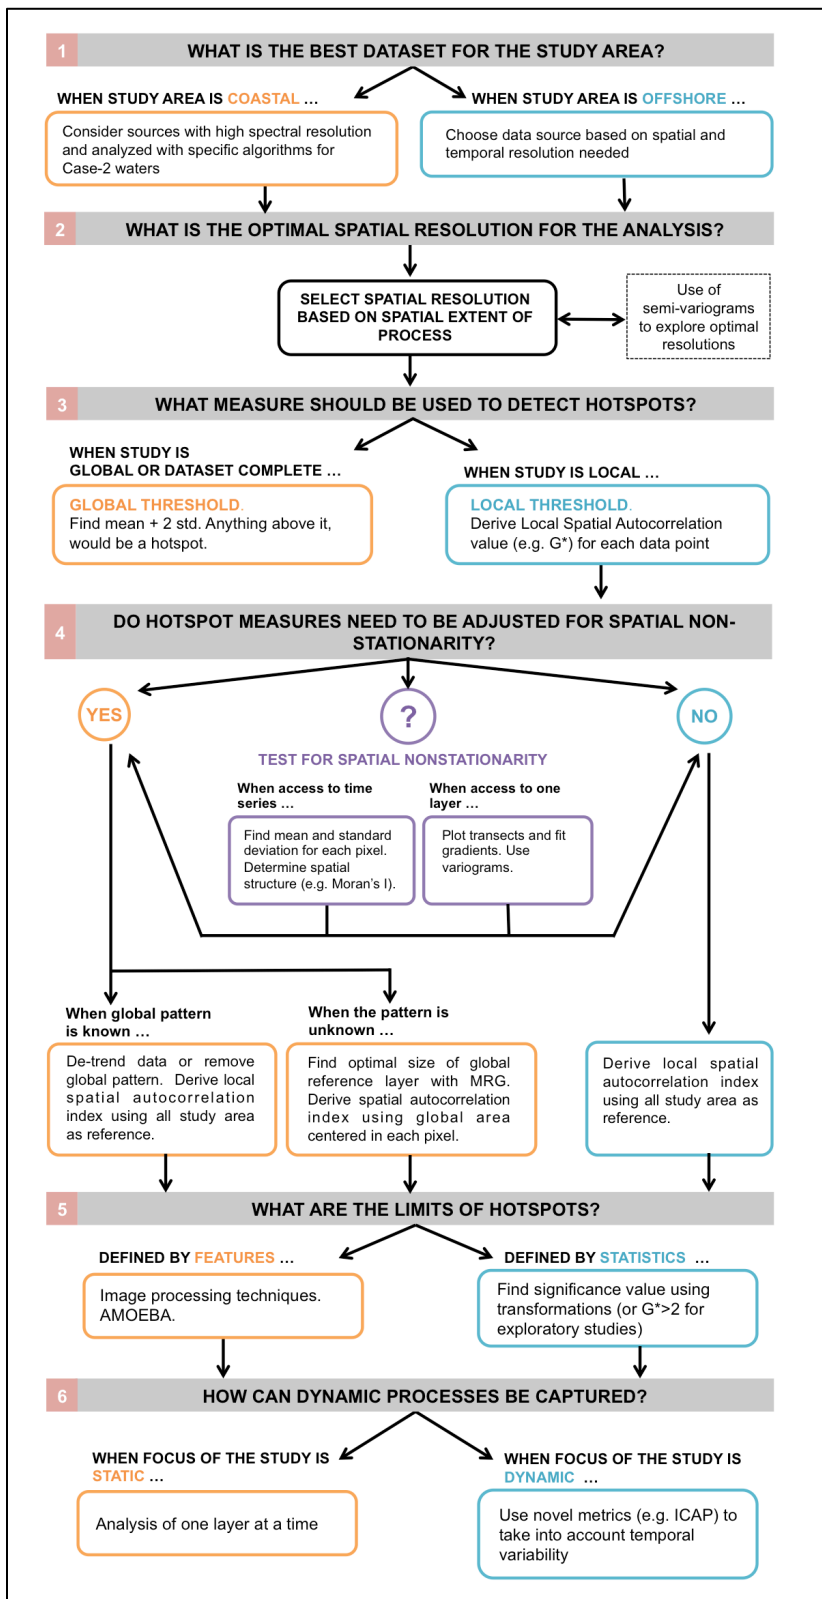 1
WHAT IS THE BEST DATASET FOR THE STUDY AREA?
WHEN STUDY AREA IS COASTAL ...
Consider sources with high spectral resolution
and analyzed with specific algorithms for
Case-2 waters
WHEN STUDY AREA IS OFFSHORE ...
Choose data source based on spatial and
temporal resolution needed
2
WHAT IS THE OPTIMAL SPATIAL RESOLUTION FOR THE ANALYSIS?
SELECT SPATIAL RESOLUTION
BASED ON SPATIAL EXTENT OF
PROCESS
Use of
semi-variograms
to explore optimal
resolutions
3
WHAT MEASURE SHOULD BE USED TO DETECT HOTSPOTS?
WHEN STUDY IS
GLOBAL OR DATASET COMPLETE ...
GLOBAL THRESHOLD.
Find mean + 2 std. Anything above it,
would be a hotspot.
WHEN STUDY IS LOCAL ...
LOCAL THRESHOLD.
Derive Local Spatial Autocorrelation
value (e.g. G*) for each data point
4
DO HOTSPOT MEASURES NEED TO BE ADJUSTED FOR SPATIAL NON-
STATIONARITY?
YES
?
NO
TEST FOR SPATIAL NONSTATIONARITY
When access to time
series ...
Find mean and standard
deviation for each pixel.
Determine spatial
structure (e.g. Moran's I).
When access to one
layer ...
Plot transects and fit
gradients. Use
variograms.
When global pattern
is known ...
De-trend data or remove
global pattern. Derive local
spatial autocorrelation
index using all study area
as reference.
When the pattern is
unknown ...
Find optimal size of global
reference layer with MRG.
Derive spatial autocorrelation
index using global area
centered in each pixel.
Derive local spatial
autocorrelation index
using all study area as
reference.
5
WHAT ARE THE LIMITS OF HOTSPOTS?
DEFINED BY FEATURES ...
Image processing techniques.
AMOEBA.
DEFINED BY STATISTICS ...
Find significance value using
transformations (or G*>2 for
exploratory studies)
6
HOW CAN DYNAMIC PROCESSES BE CAPTURED?
WHEN FOCUS OF THE STUDY IS
STATIC ...
Analysis of one layer at a time
WHEN FOCUS OF THE STUDY IS
DYNAMIC ...
Use novel metrics (e.g. ICAP) to
take into account temporal
variability